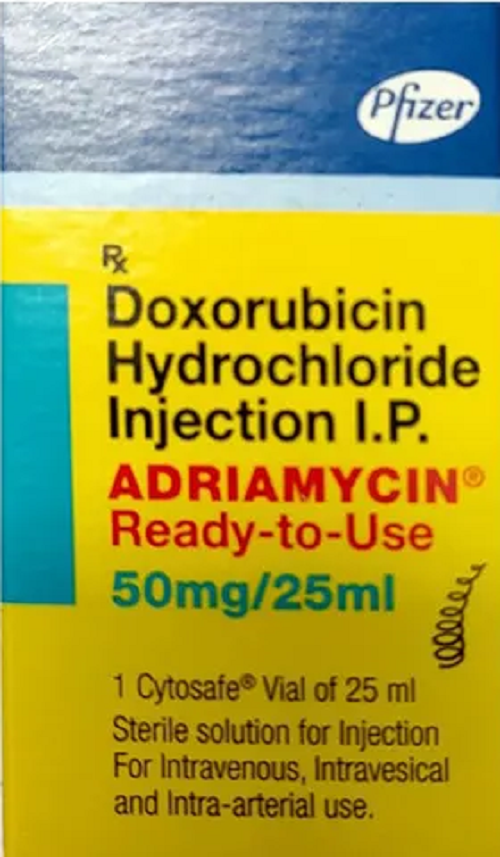 Pfizer
Rx
Doxorubicin
Hydrochloride
Injection I.P.
ADRIAMYCIN®
Ready-to-Use
50mg/25ml
1 Cytosafe® Vial of 25 ml
Sterile solution for Injection
For Intravenous, Intravesical
and Intra-arterial use.